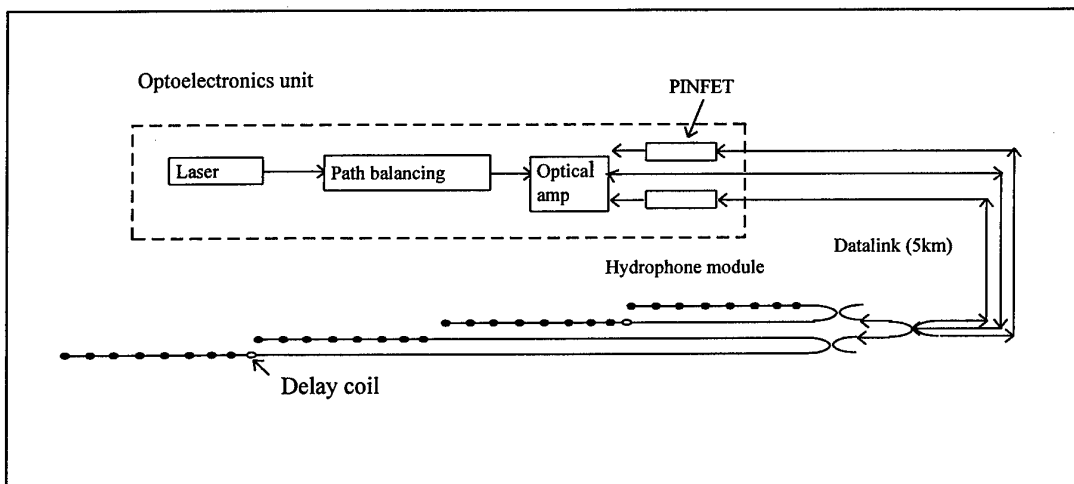 Optoelectronics unit
PINFET
Laser
Path balancing
Optical
amp
Datalink (5km)
Hydrophone module
Delay coil